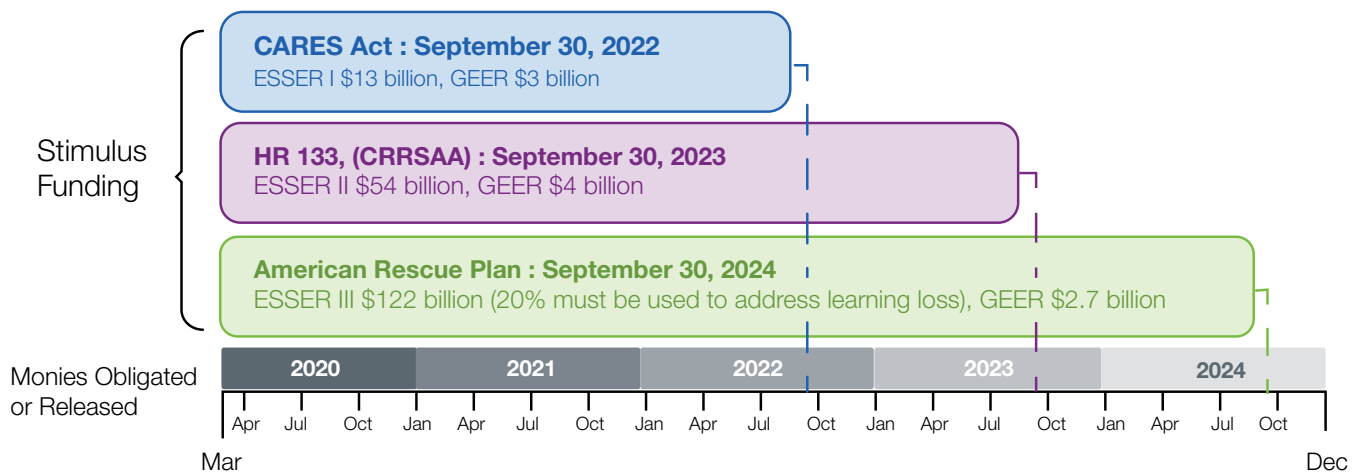 CARES Act : September 30, 2022
ESSER I $13 billion, GEER $3 billion
Stimulus
Funding
HR 133, (CRRSAA) : September 30, 2023
ESSER II $54 billion, GEER $4 billion
American Rescue Plan : September 30, 2024
ESSER III $122 billion (20% must be used to address learning loss), GEER $2.7 billion
Monies Obligated
or Released
2020 2021 2022 2023 2024
Apr Jul Oct Jan Apr Jul Oct Jan Apr Jul Oct Jan Apr Jul Oct Jan Apr Jul Oct
Mar Dec